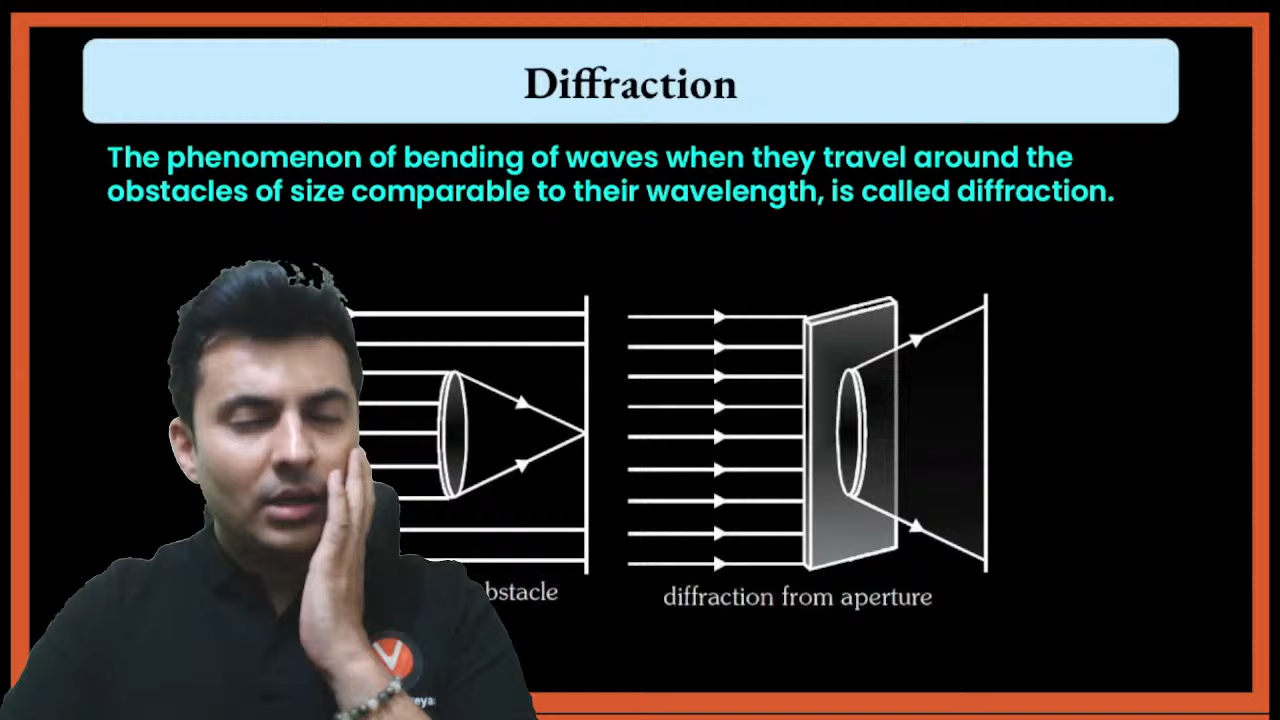 Diffraction
The phenomenon of bending of waves when they travel around the
obstacles of size comparable to their wavelength, is called diffraction.
diffraction from aperture